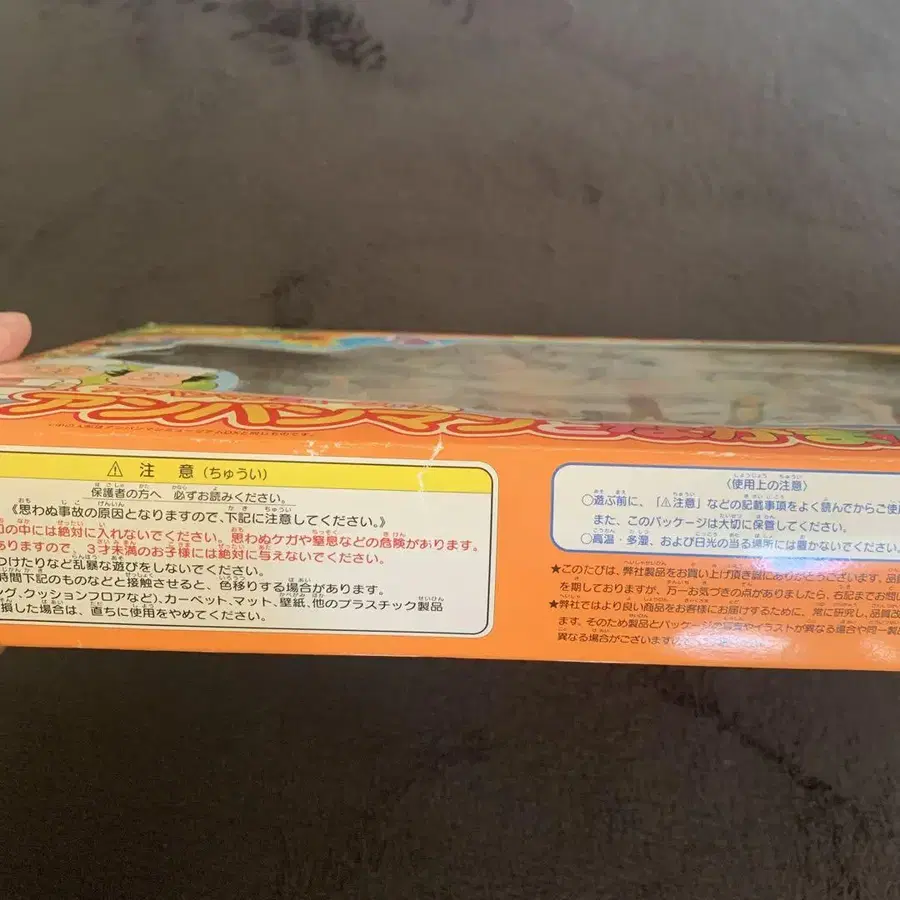 アンパンマンとなかま
⚠ 注 意 (ちゅうい)
保護者の方へ 必ずお読みください。
《思わぬ事故の原因となりますので、下記に注意してください。》
の中には絶対に入れないでください。思わぬケガや窒息などの危険があります。
ありますので、3才未満のお子様には絶対に与えないでください。
つけたりなど乱暴な遊びをしないでください。
時間下記のものなどと接触させると、色移りする場合があります。
グ、クッションフロアなど)、カーペット、マット、壁紙、他のプラスチック製品
損した場合は、直ちに使用をやめてください。
〈使用上の注意〉
○遊ぶ前に、「⚠注意」などの記載事項をよく読んでからご使
また、このパッケージは大切に保管してください。
○高温・多湿、および日光の当る場所には置かないでください。
★このたびは、弊社製品をお買い上げ頂き誠にありがとうございます。品
を期しておりますが、万一お気づきの点がありましたら、右記までお問い
★弊社ではより良い商品をお客様にお届けするために、常に研究し、品質改
ます。そのため製品とパッケージの イラストが異なる場合や同一製品
異なる場合がございます